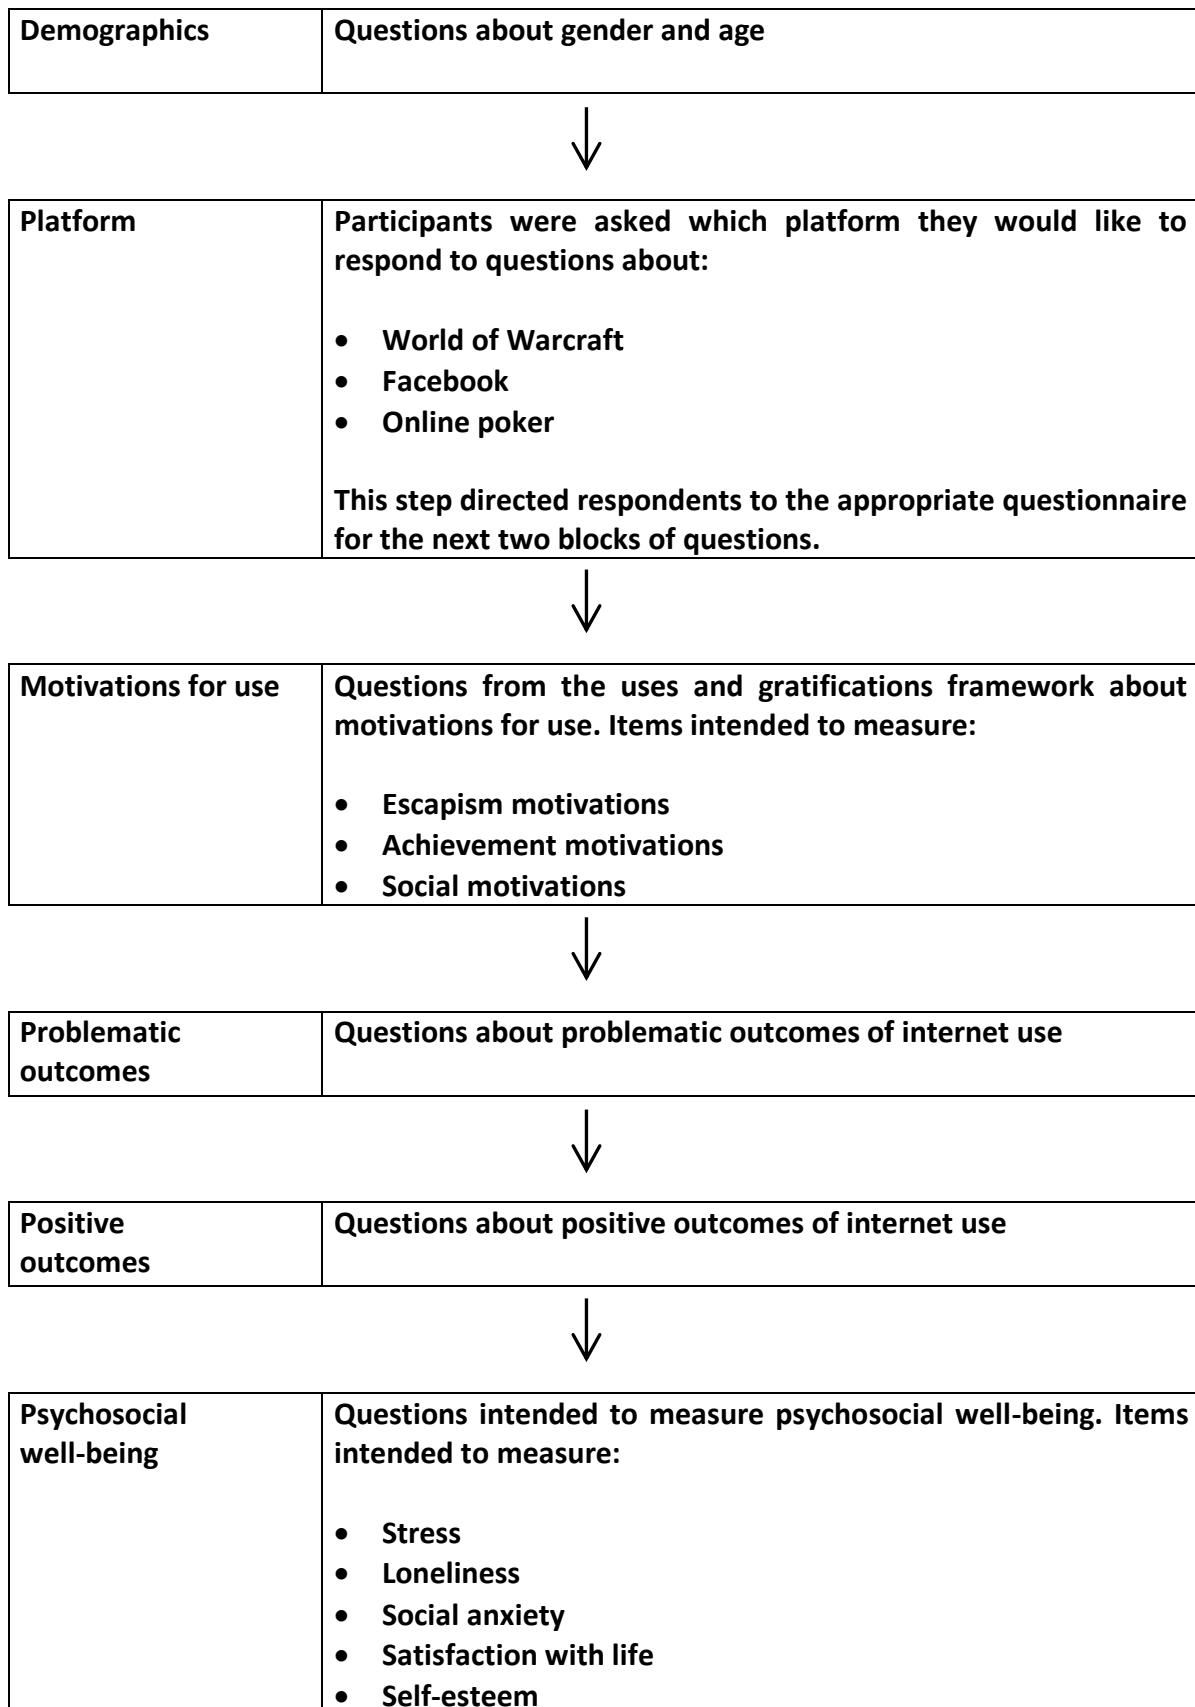 Demographics
Questions about gender and age
Platform
Participants were asked which platform they would like to
respond to questions about:
• World of Warcraft
• Facebook
• Online poker
This step directed respondents to the appropriate questionnaire
for the next two blocks of questions.
Motivations for use
Questions from the uses and gratifications framework about
motivations for use. Items intended to measure:
• Escapism motivations
• Achievement motivations
• Social motivations
Problematic
outcomes
Questions about problematic outcomes of internet use
Positive
outcomes
Questions about positive outcomes of internet use
Psychosocial
well-being
Questions intended to measure psychosocial well-being. Items
intended to measure:
• Stress
• Loneliness
• Social anxiety
• Satisfaction with life
• Self-esteem